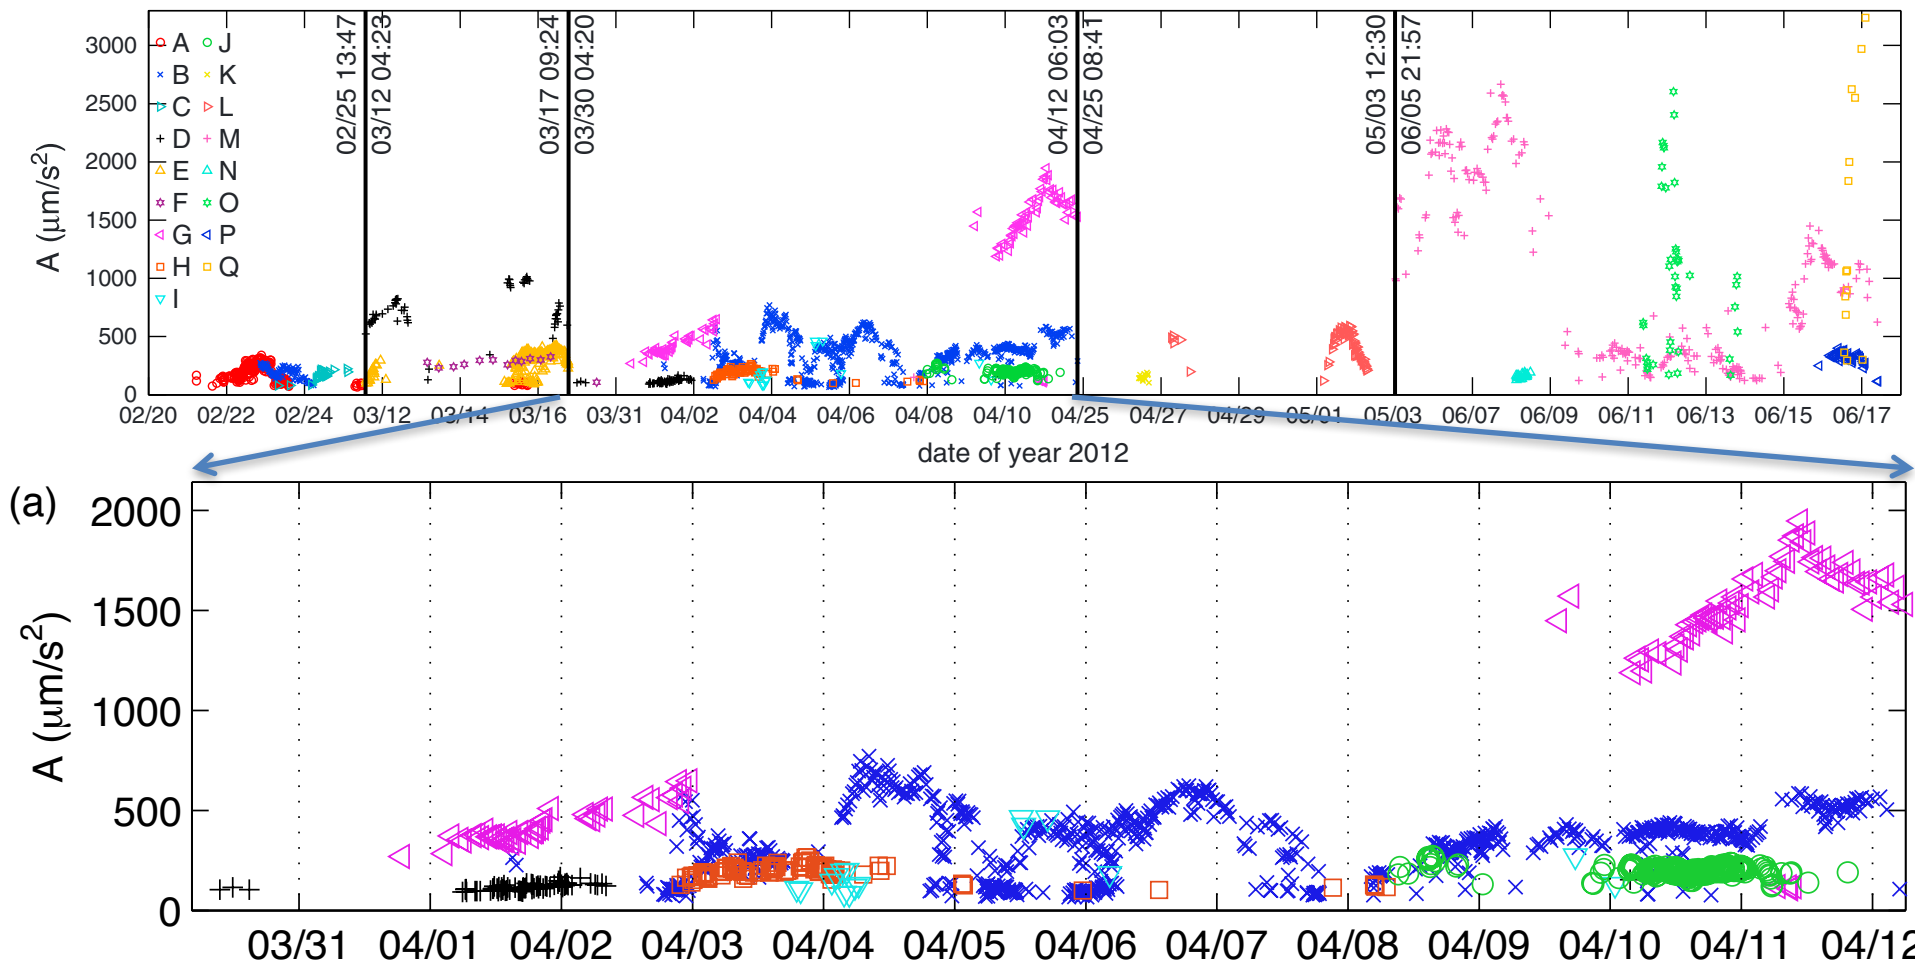 3000
2500
2000
1500
1000
500
0
A (μm/s²)
A J
B K
C L
D M
E N
F O
G P
H Q
I
02/25 13:47
03/12 04:23
03/17 09:24
03/30 04:20
04/12 06:03
04/25 08:41
05/03 12:30
06/05 21:57
02/20 02/22 02/24 03/12 03/14 03/16 03/31 04/02 04/04 04/06 04/08 04/10 04/25 04/27 04/29 05/01 05/03 06/07 06/09 06/11 06/13 06/15 06/17
date of year 2012
(a)
2000
1500
1000
500
0
A (μm/s²)
03/31 04/01 04/02 04/03 04/04 04/05 04/06 04/07 04/08 04/09 04/10 04/11 04/12